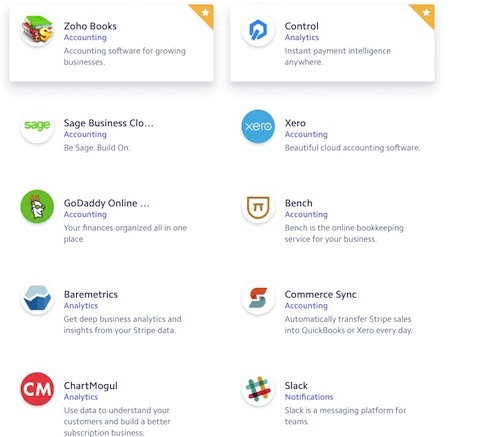 Zoho Books
Accounting
Accounting software for growing
businesses.
Control
Analytics
Instant payment intelligence
anywhere.
sage
Sage Business Clo...
Accounting
Be Sage. Build On.
xero
Xero
Accounting
Beautiful cloud accounting software.
GoDaddy Online ...
Accounting
Your finances organized all in one
place.
Bench
Accounting
Bench is the online bookkeeping
service for your business.
Baremetrics
Analytics
Get deep business analytics and
insights from your Stripe data.
Commerce Sync
Accounting
Automatically transfer Stripe sales
into QuickBooks or Xero every day.
CM
ChartMogul
Analytics
Use data to understand your
customers and build a better
subscription business.
Slack
Notifications
Slack is a messaging platform for
teams.